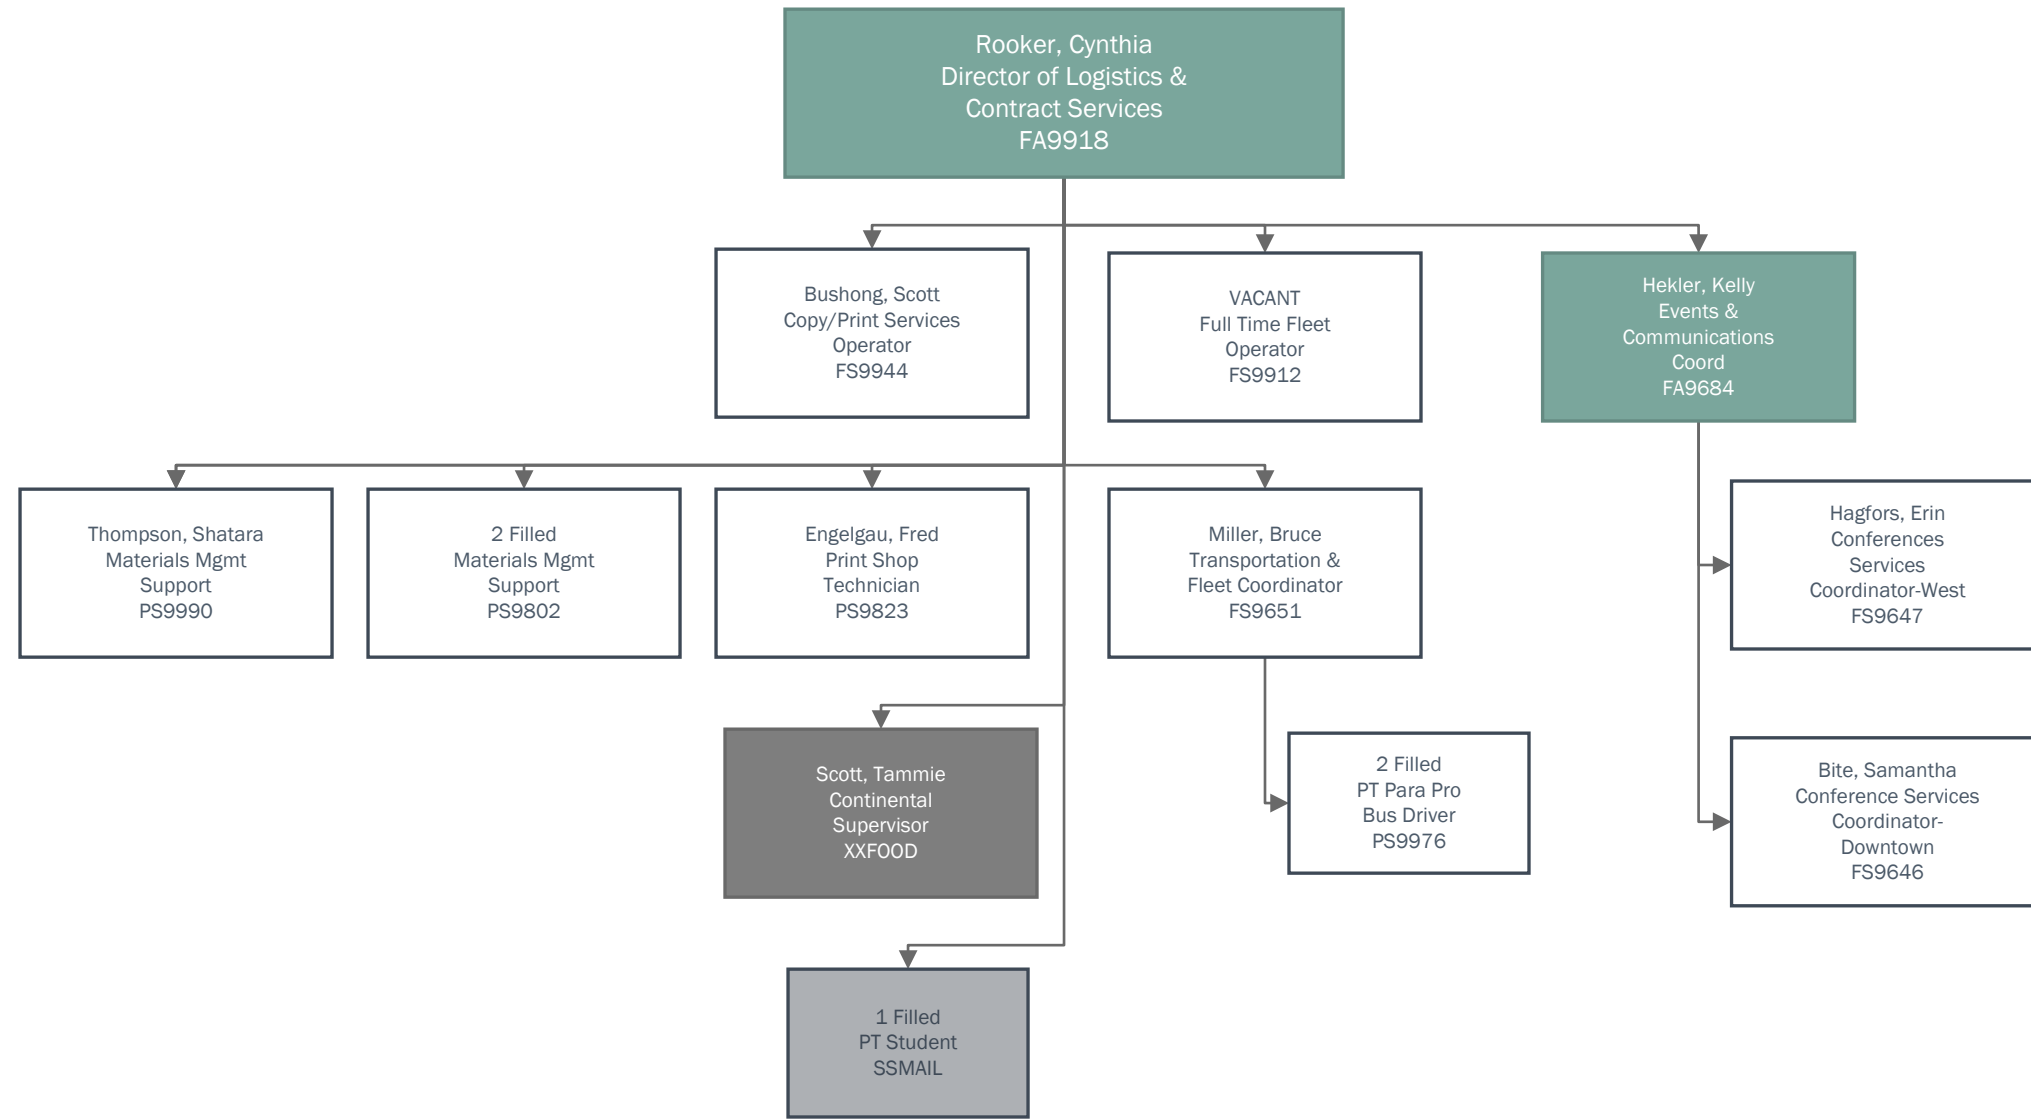 Rooker, Cynthia
Director of Logistics &
Contract Services
FA9918
Bushong, Scott
Copy/Print Services
Operator
FS9944
VACANT
Full Time Fleet
Operator
FS9912
Hekler, Kelly
Events &
Communications
Coord
FA9684
Thompson, Shatara
Materials Mgmt
Support
PS9990
2 Filled
Materials Mgmt
Support
PS9802
Engelgau, Fred
Print Shop
Technician
PS9823
Miller, Bruce
Transportation &
Fleet Coordinator
FS9651
Hagfors, Erin
Conferences
Services
Coordinator-West
FS9647
Scott, Tammie
Continental
Supervisor
XXFOOD
2 Filled
PT Para Pro
Bus Driver
PS9976
Bite, Samantha
Conference Services
Coordinator-
Downtown
FS9646
1 Filled
PT Student
SSMAIL